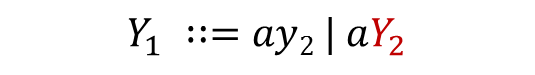 Y₁ ::= ay₂ | aY₂